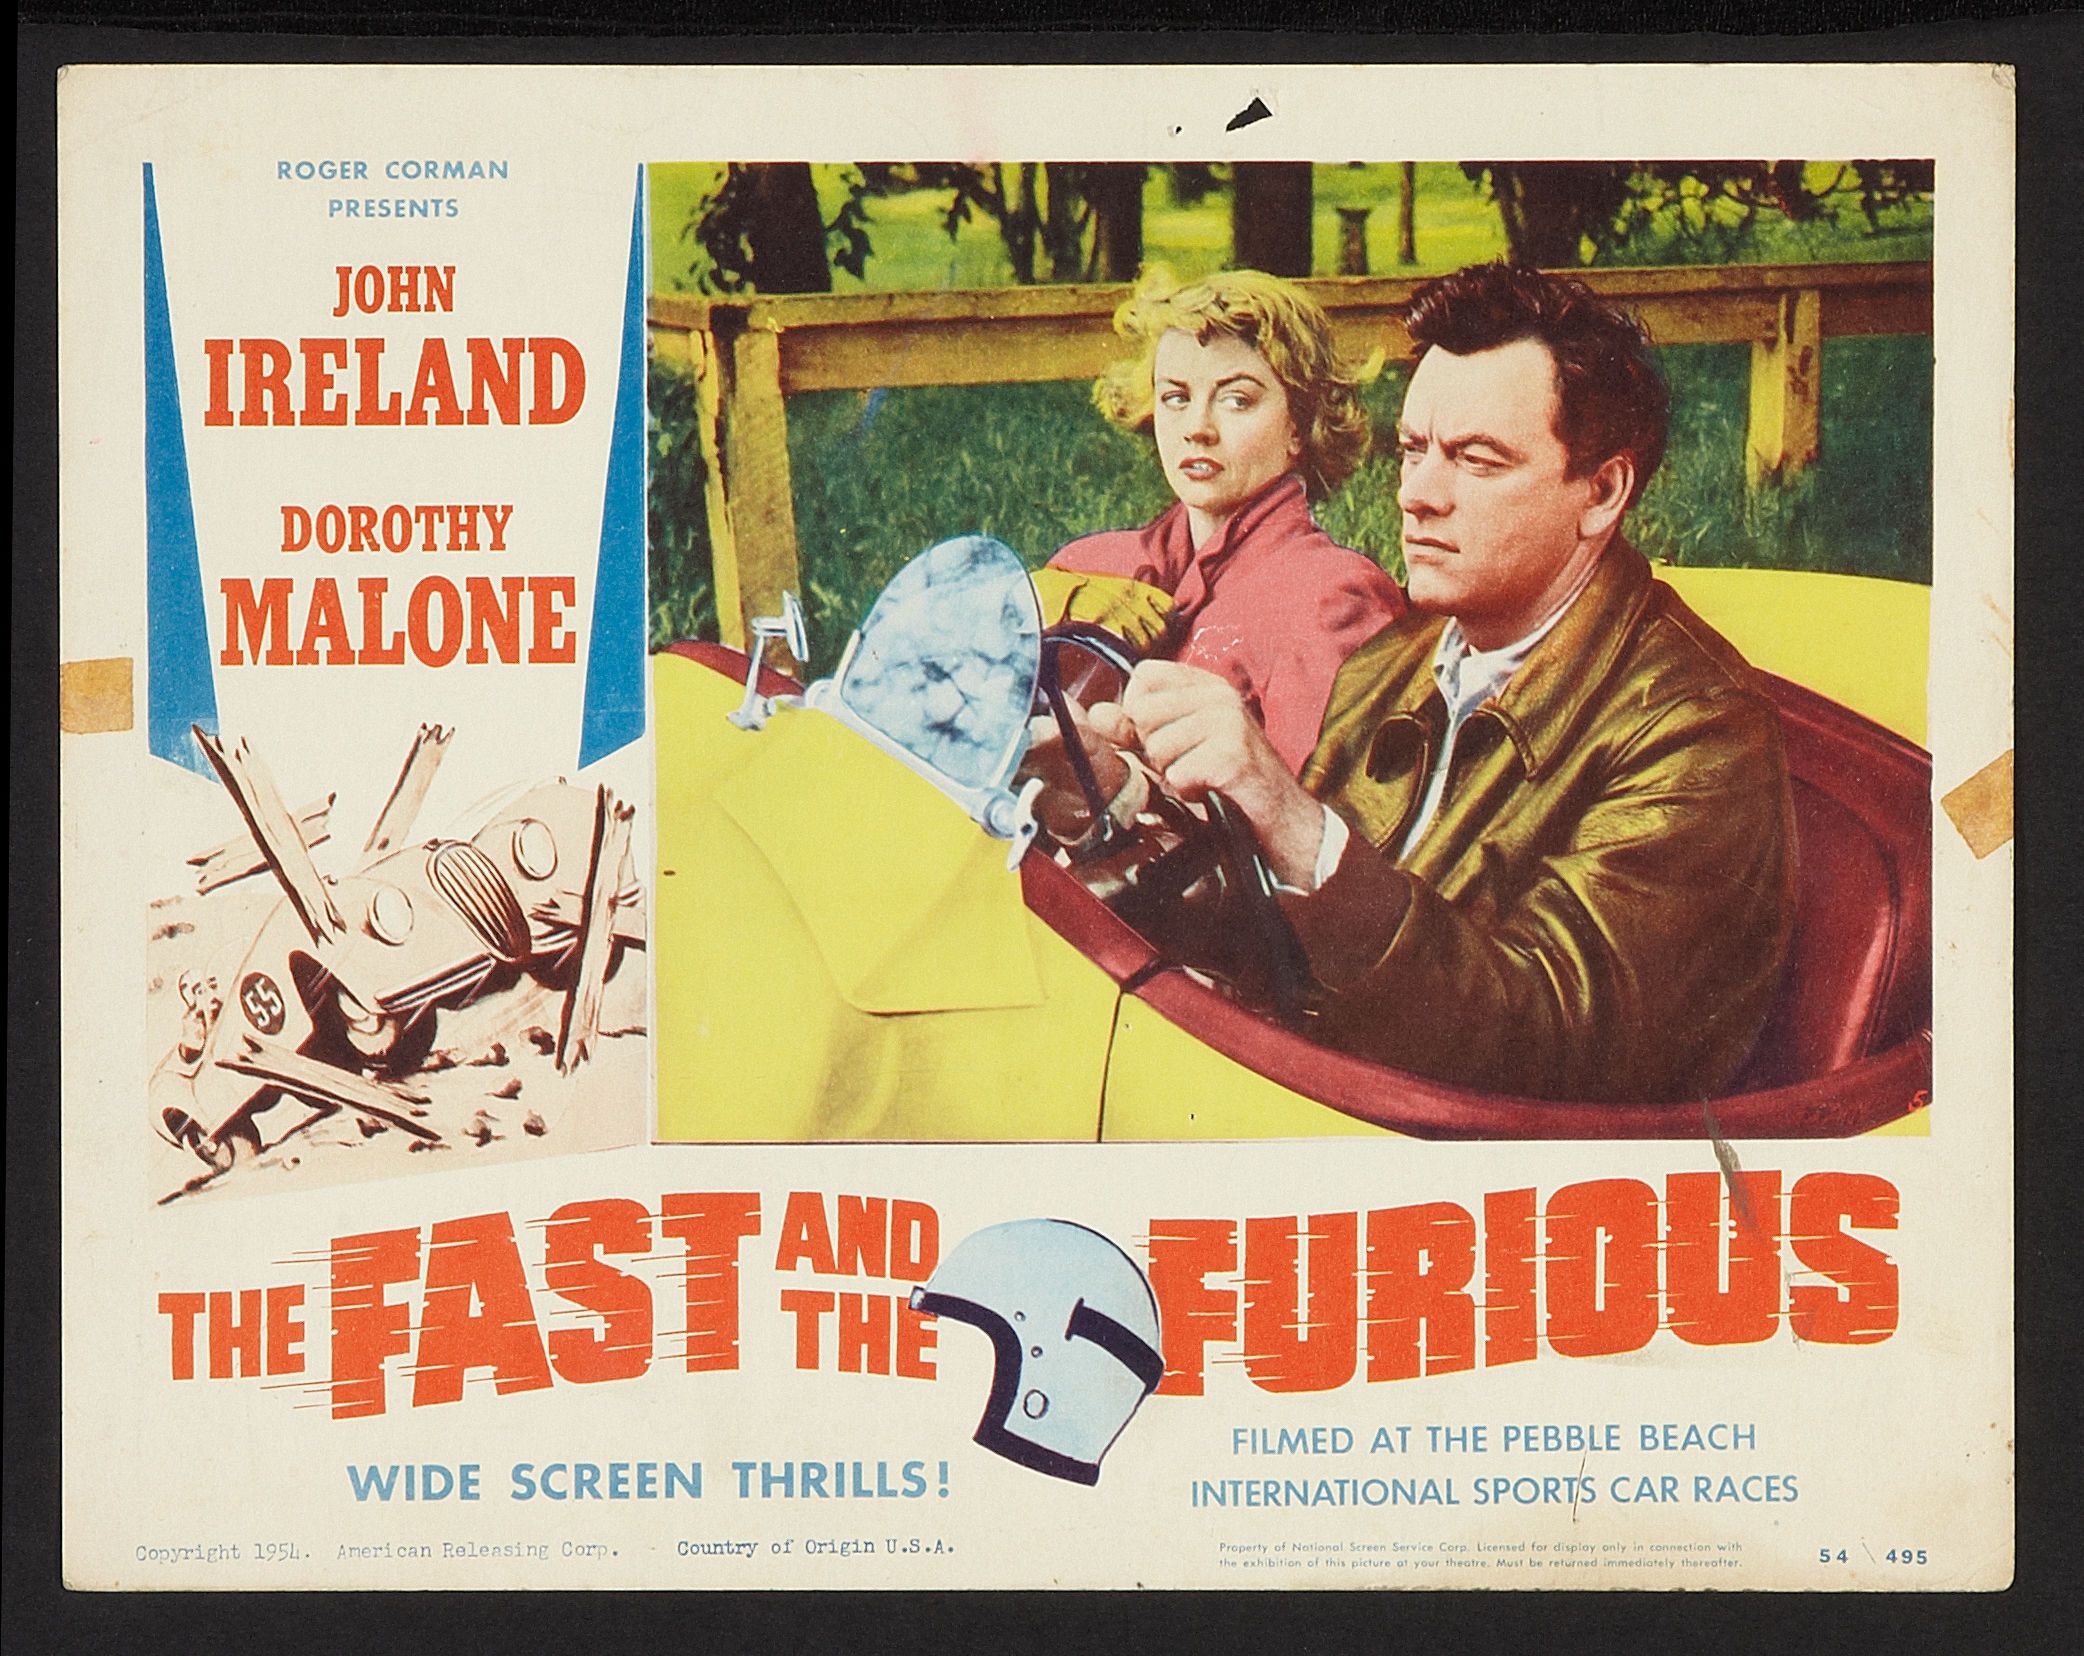 ROGER CORMAN
PRESENTS
JOHN
IRELAND
DOROTHY
MALONE
55
5
THE FAST AND THE FURIOUS
WIDE SCREEN THRILLS!
FILMED AT THE PEBBLE BEACH
INTERNATIONAL SPORTS CAR RACES
Copyright 1954. American Releasing Corp. Country of Origin U.S.A.
Property of National Screen Service Corp. Licensed for display only in connection with
the exhibition of this picture at your theatre. Must be returned immediately thereafter.
54 495